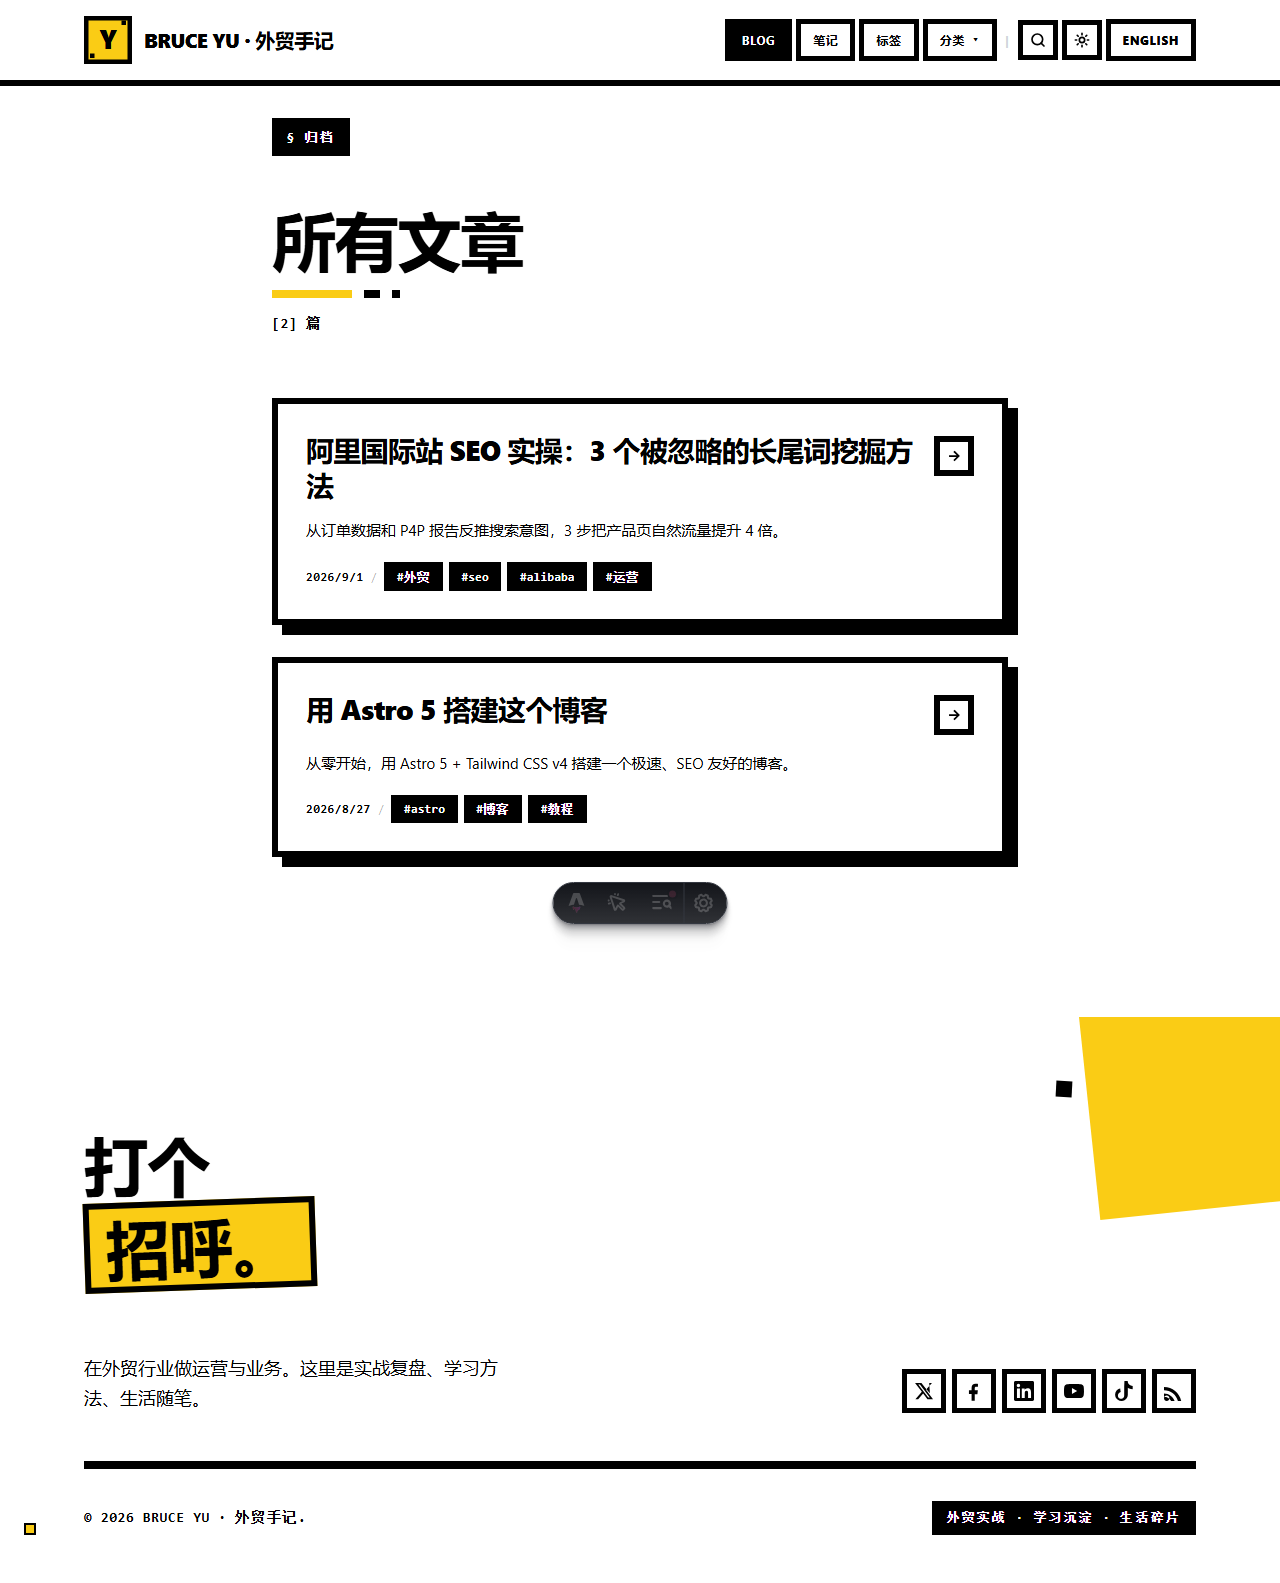 Y BRUCE YU · 外贸手记
BLOG 笔记 标签 分类 ENGLISH
§ 归档
所有文章
[2] 篇
阿里国际站 SEO 实操：3 个被忽略的长尾词挖掘方
法
从订单数据和 P4P 报告反推搜索意图，3 步把产品页自然流量提升 4 倍。
2026/9/1 / #外贸 #seo #alibaba #运营
用 Astro 5 搭建这个博客
从零开始，用 Astro 5 + Tailwind CSS v4 搭建一个极速、SEO 友好的博客。
2026/8/27 / #astro #博客 #教程
打个
招呼。
在外贸行业做运营与业务。这里是实战复盘、学习方
法、生活随笔。
© 2026 BRUCE YU · 外贸手记.
外贸实战 · 学习沉淀 · 生活碎片